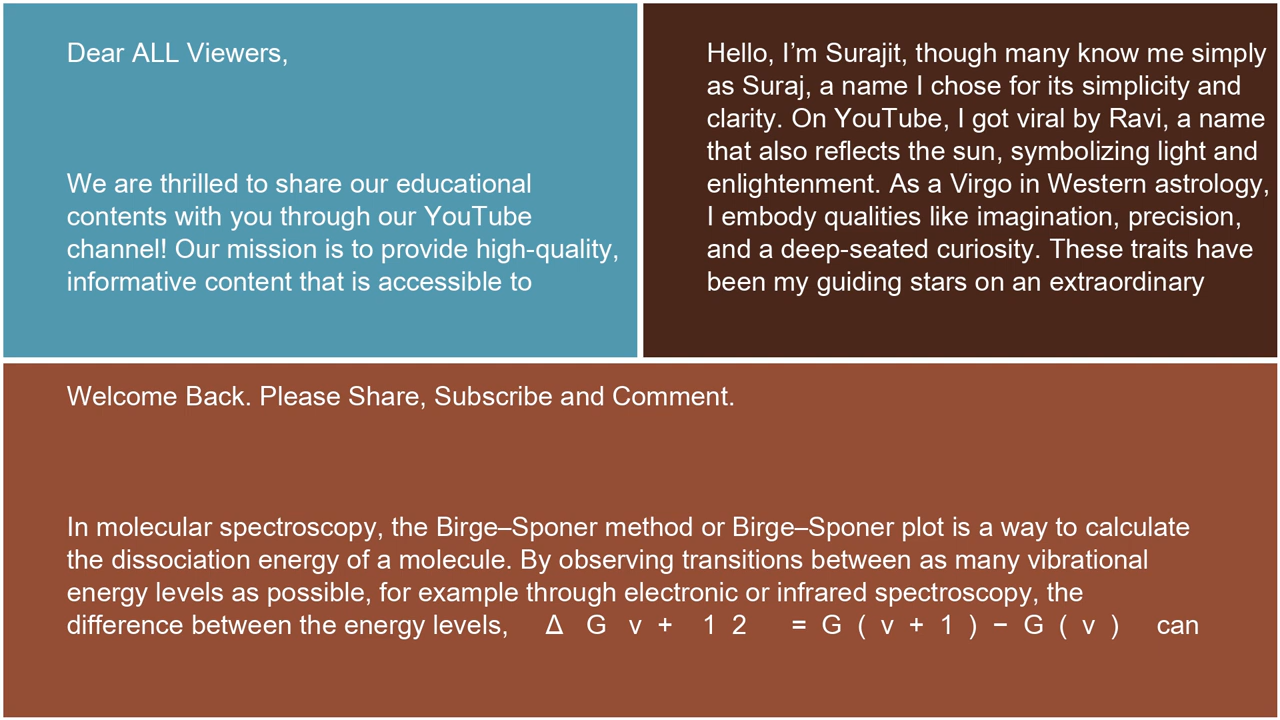 Dear ALL Viewers,
We are thrilled to share our educational
contents with you through our YouTube
channel! Our mission is to provide high-quality,
informative content that is accessible to
Hello, I’m Surajit, though many know me simply
as Suraj, a name I chose for its simplicity and
clarity. On YouTube, I got viral by Ravi, a name
that also reflects the sun, symbolizing light and
enlightenment. As a Virgo in Western astrology,
I embody qualities like imagination, precision,
and a deep-seated curiosity. These traits have
been my guiding stars on an extraordinary
Welcome Back. Please Share, Subscribe and Comment.
In molecular spectroscopy, the Birge–Sponer method or Birge–Sponer plot is a way to calculate
the dissociation energy of a molecule. By observing transitions between as many vibrational
energy levels as possible, for example through electronic or infrared spectroscopy, the
difference between the energy levels, Δ G v + 1 2 = G ( v + 1 ) − G ( v ) can